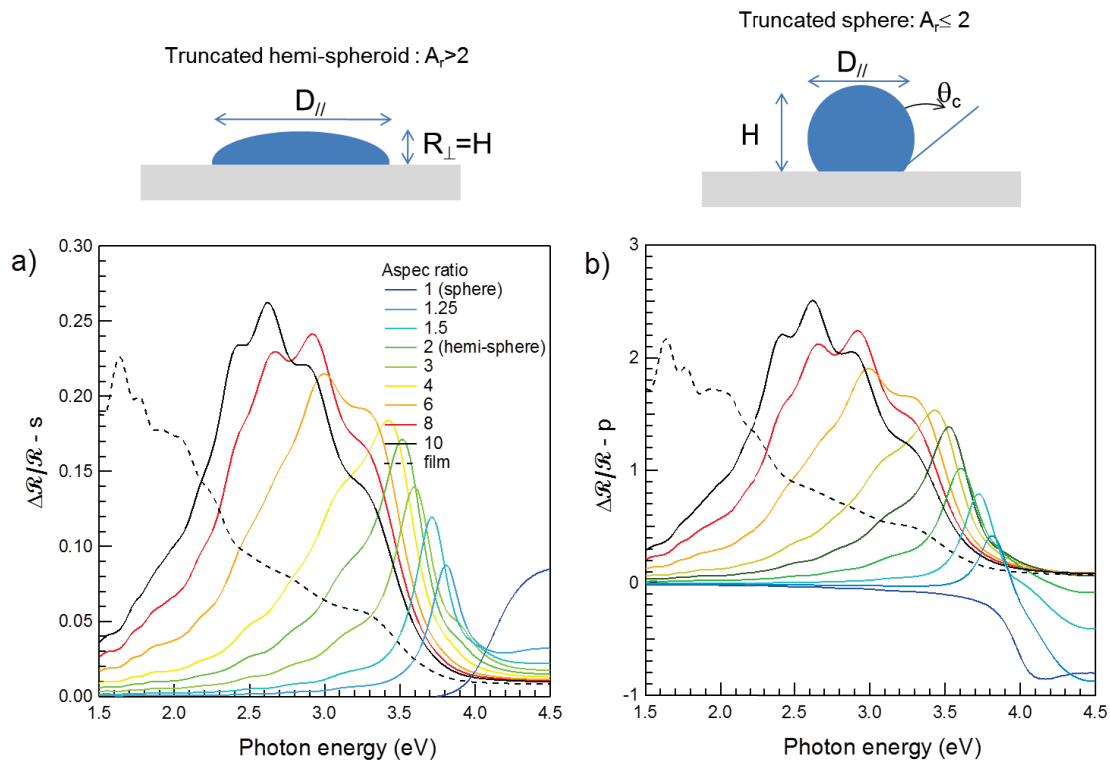 Truncated hemi-spheroid : Aᵣ>2
Truncated sphere: Aᵣ≤ 2
D//
R⊥=H
D//
θc
H
a)
Aspec ratio
1 (sphere)
1.25
1.5
2 (hemi-sphere)
3
4
6
8
10
film
0.30
0.25
0.20
0.15
0.10
0.05
0.00
Δℛ/ℛ - s
1.5 2.0 2.5 3.0 3.5 4.0 4.5
Photon energy (eV)
b)
3
2
1
0
-1
Δℛ/ℛ - p
1.5 2.0 2.5 3.0 3.5 4.0 4.5
Photon energy (eV)